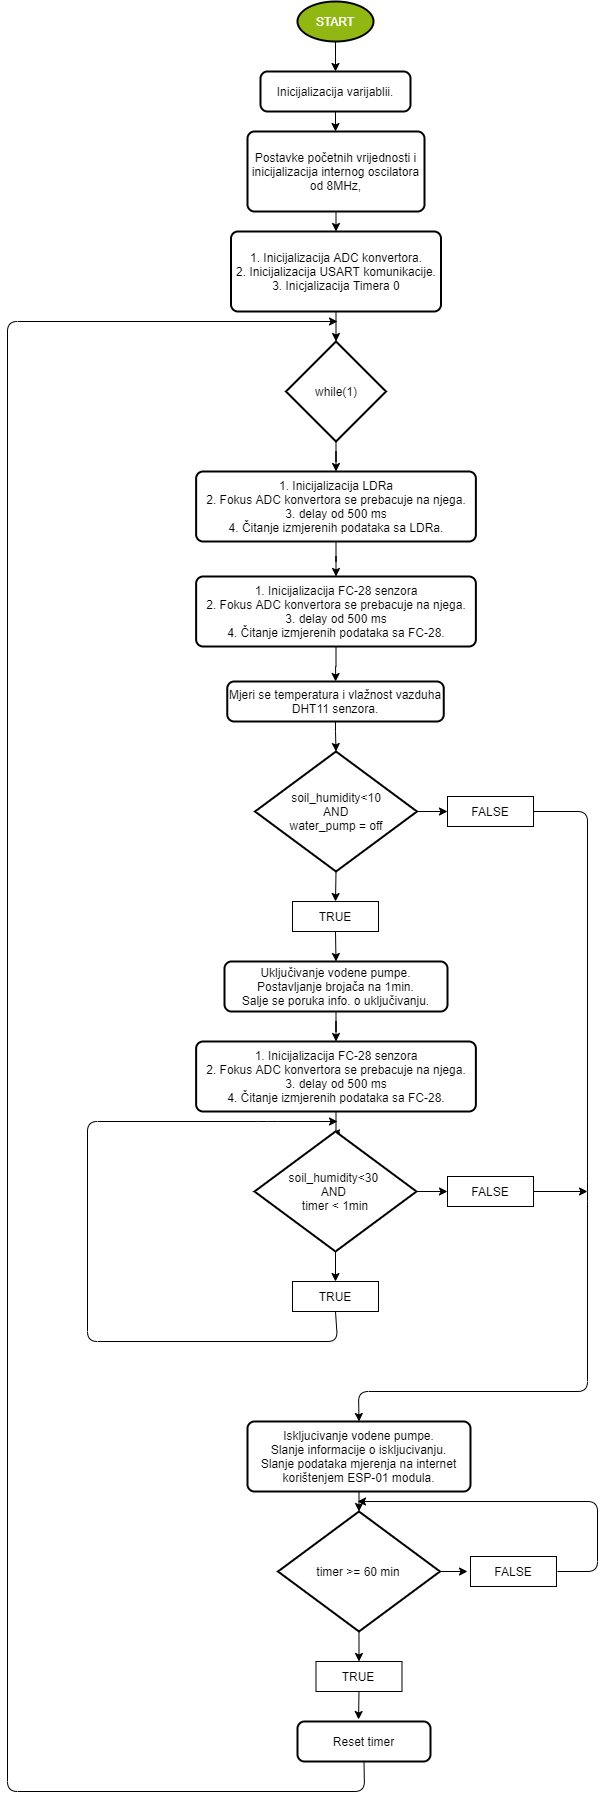 START
Inicijalizacija varijablii.
Postavke početnih vrijednosti i
inicijalizacija internog oscilatora
od 8MHz,
1. Inicijalizacija ADC konvertora.
2. Inicijalizacija USART komunikacije.
3. Inicjalizacija Timera 0
while(1)
1. Inicijalizacija LDRa
2. Fokus ADC konvertora se prebacuje na njega.
3. delay od 500 ms
4. Čitanje izmjerenih podataka sa LDRa.
1. Inicijalizacija FC-28 senzora
2. Fokus ADC konvertora se prebacuje na njega.
3. delay od 500 ms
4. Čitanje izmjerenih podataka sa FC-28.
Mjeri se temperatura i vlažnost vazduha
DHT11 senzora.
soil_humidity<10
AND
water_pump = off
FALSE
TRUE
Uključivanje vodene pumpe.
Postavljanje brojača na 1min.
Salje se poruka info. o uključivanju.
1. Inicijalizacija FC-28 senzora
2. Fokus ADC konvertora se prebacuje na njega.
3. delay od 500 ms
4. Čitanje izmjerenih podataka sa FC-28.
soil_humidity<30
AND
timer < 1min
FALSE
TRUE
Iskljucivanje vodene pumpe.
Slanje informacije o iskljucivanju.
Slanje podataka mjerenja na internet
korištenjem ESP-01 modula.
timer >= 60 min
FALSE
TRUE
Reset timer